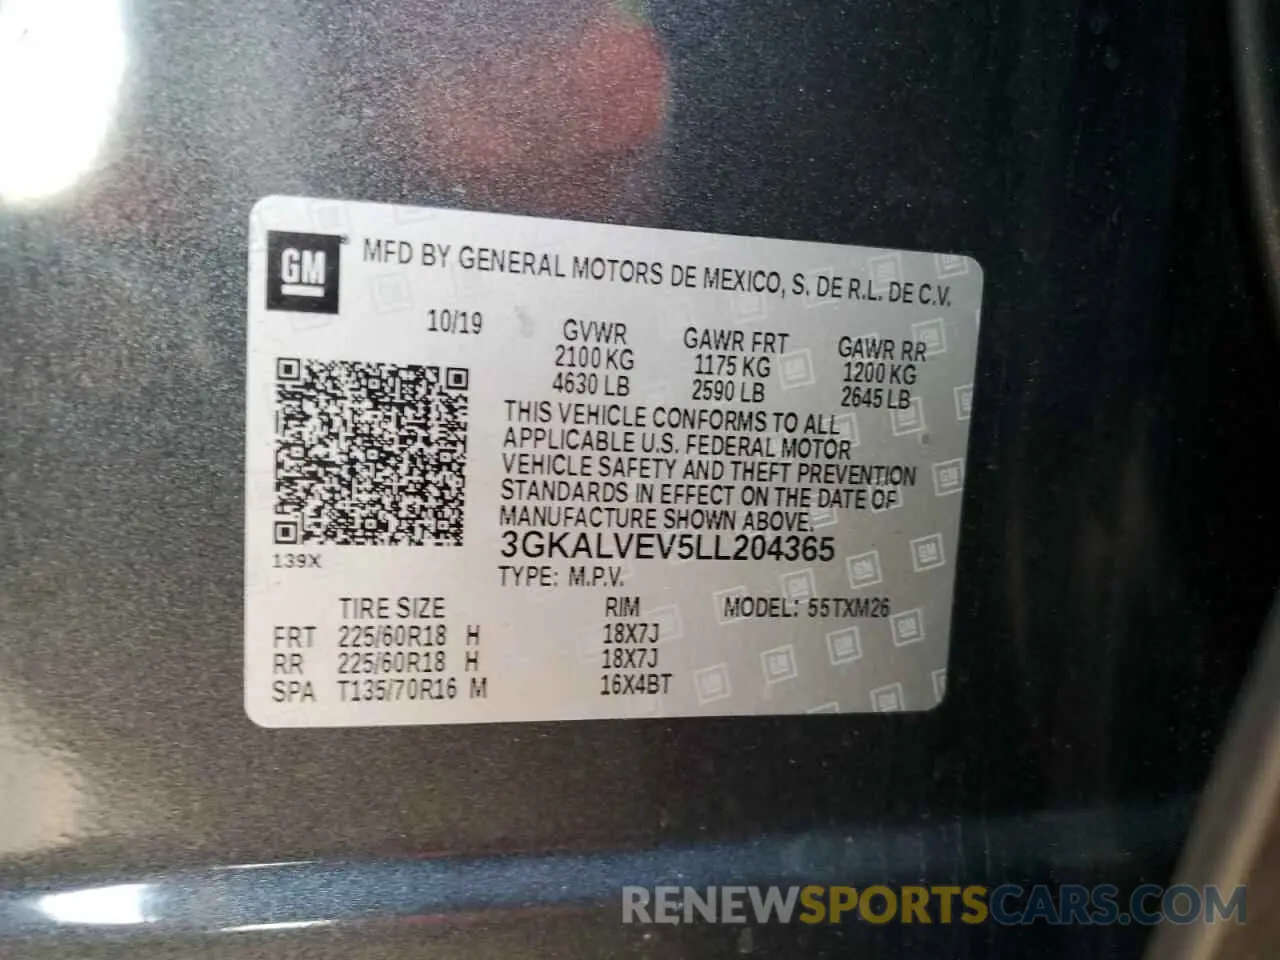 GM ® MFD BY GENERAL MOTORS DE MEXICO, S. DE R.L. DE C.V.
10/19 GVWR GAWR FRT GAWR RR
2100 KG 1175 KG 1200 KG
4630 LB 2590 LB 2645 LB
THIS VEHICLE CONFORMS TO ALL
APPLICABLE U.S. FEDERAL MOTOR
VEHICLE SAFETY AND THEFT PREVENTION
STANDARDS IN EFFECT ON THE DATE OF
MANUFACTURE SHOWN ABOVE.
3GKALVEV5LL204365
139X
TYPE: M.P.V.
TIRE SIZE RIM MODEL: 55TXM26
FRT 225/60R18 H 18X7J
RR 225/60R18 H 18X7J
SPA T135/70R16 M 16X4BT
RENEWSPORTSCARS.COM